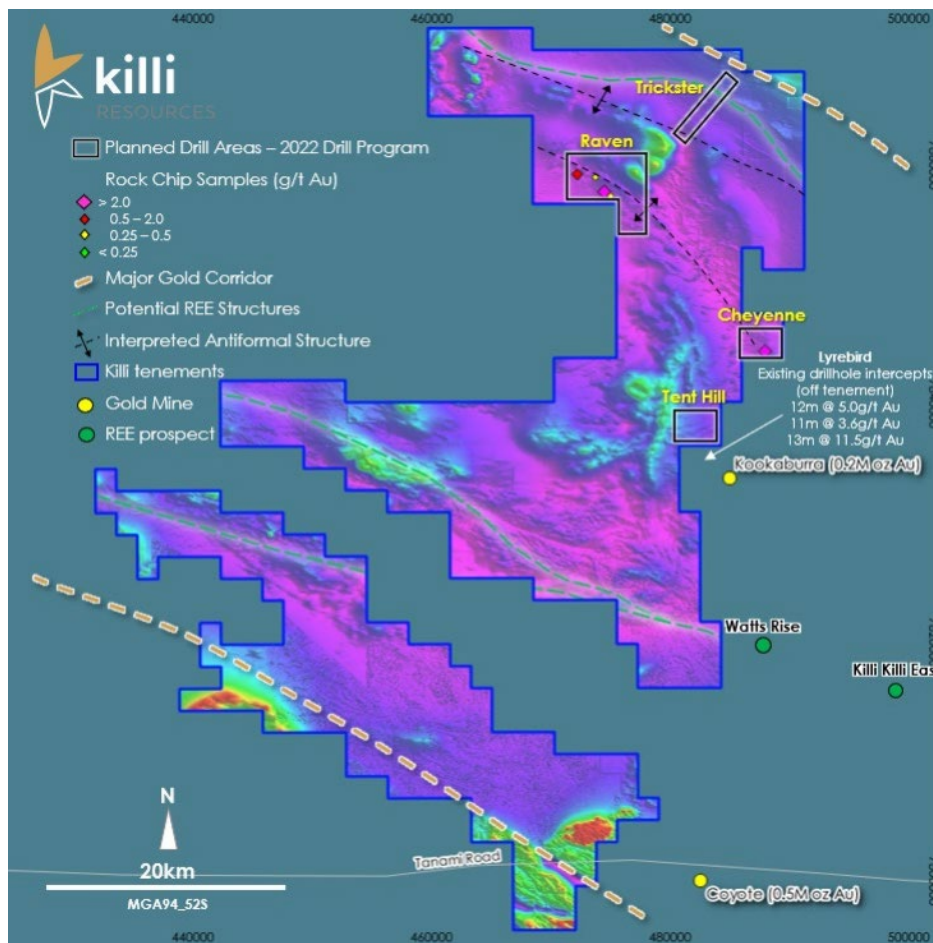 440000
460000
480000
500000
killi
RESOURCES
Planned Drill Areas – 2022 Drill Program
Rock Chip Samples (g/t Au)
> 2.0
0.5 – 2.0
0.25 – 0.5
< 0.25
Major Gold Corridor
Potential REE Structures
Interpreted Antiformal Structure
Killi tenements
Gold Mine
REE prospect
Trickster
Raven
Cheyenne
Lyrebird
Existing drillhole intercepts
(off tenement)
12m @ 5.0g/t Au
11m @ 3.6g/t Au
13m @ 11.5g/t Au
Tent Hill
Kookaburra (0.2M oz Au)
Watts Rise
Killi Killi Eas
N
20km
MGA94_52S
Tanami Road
Coyote (0.5M oz Au)
440000
460000
480000
500000